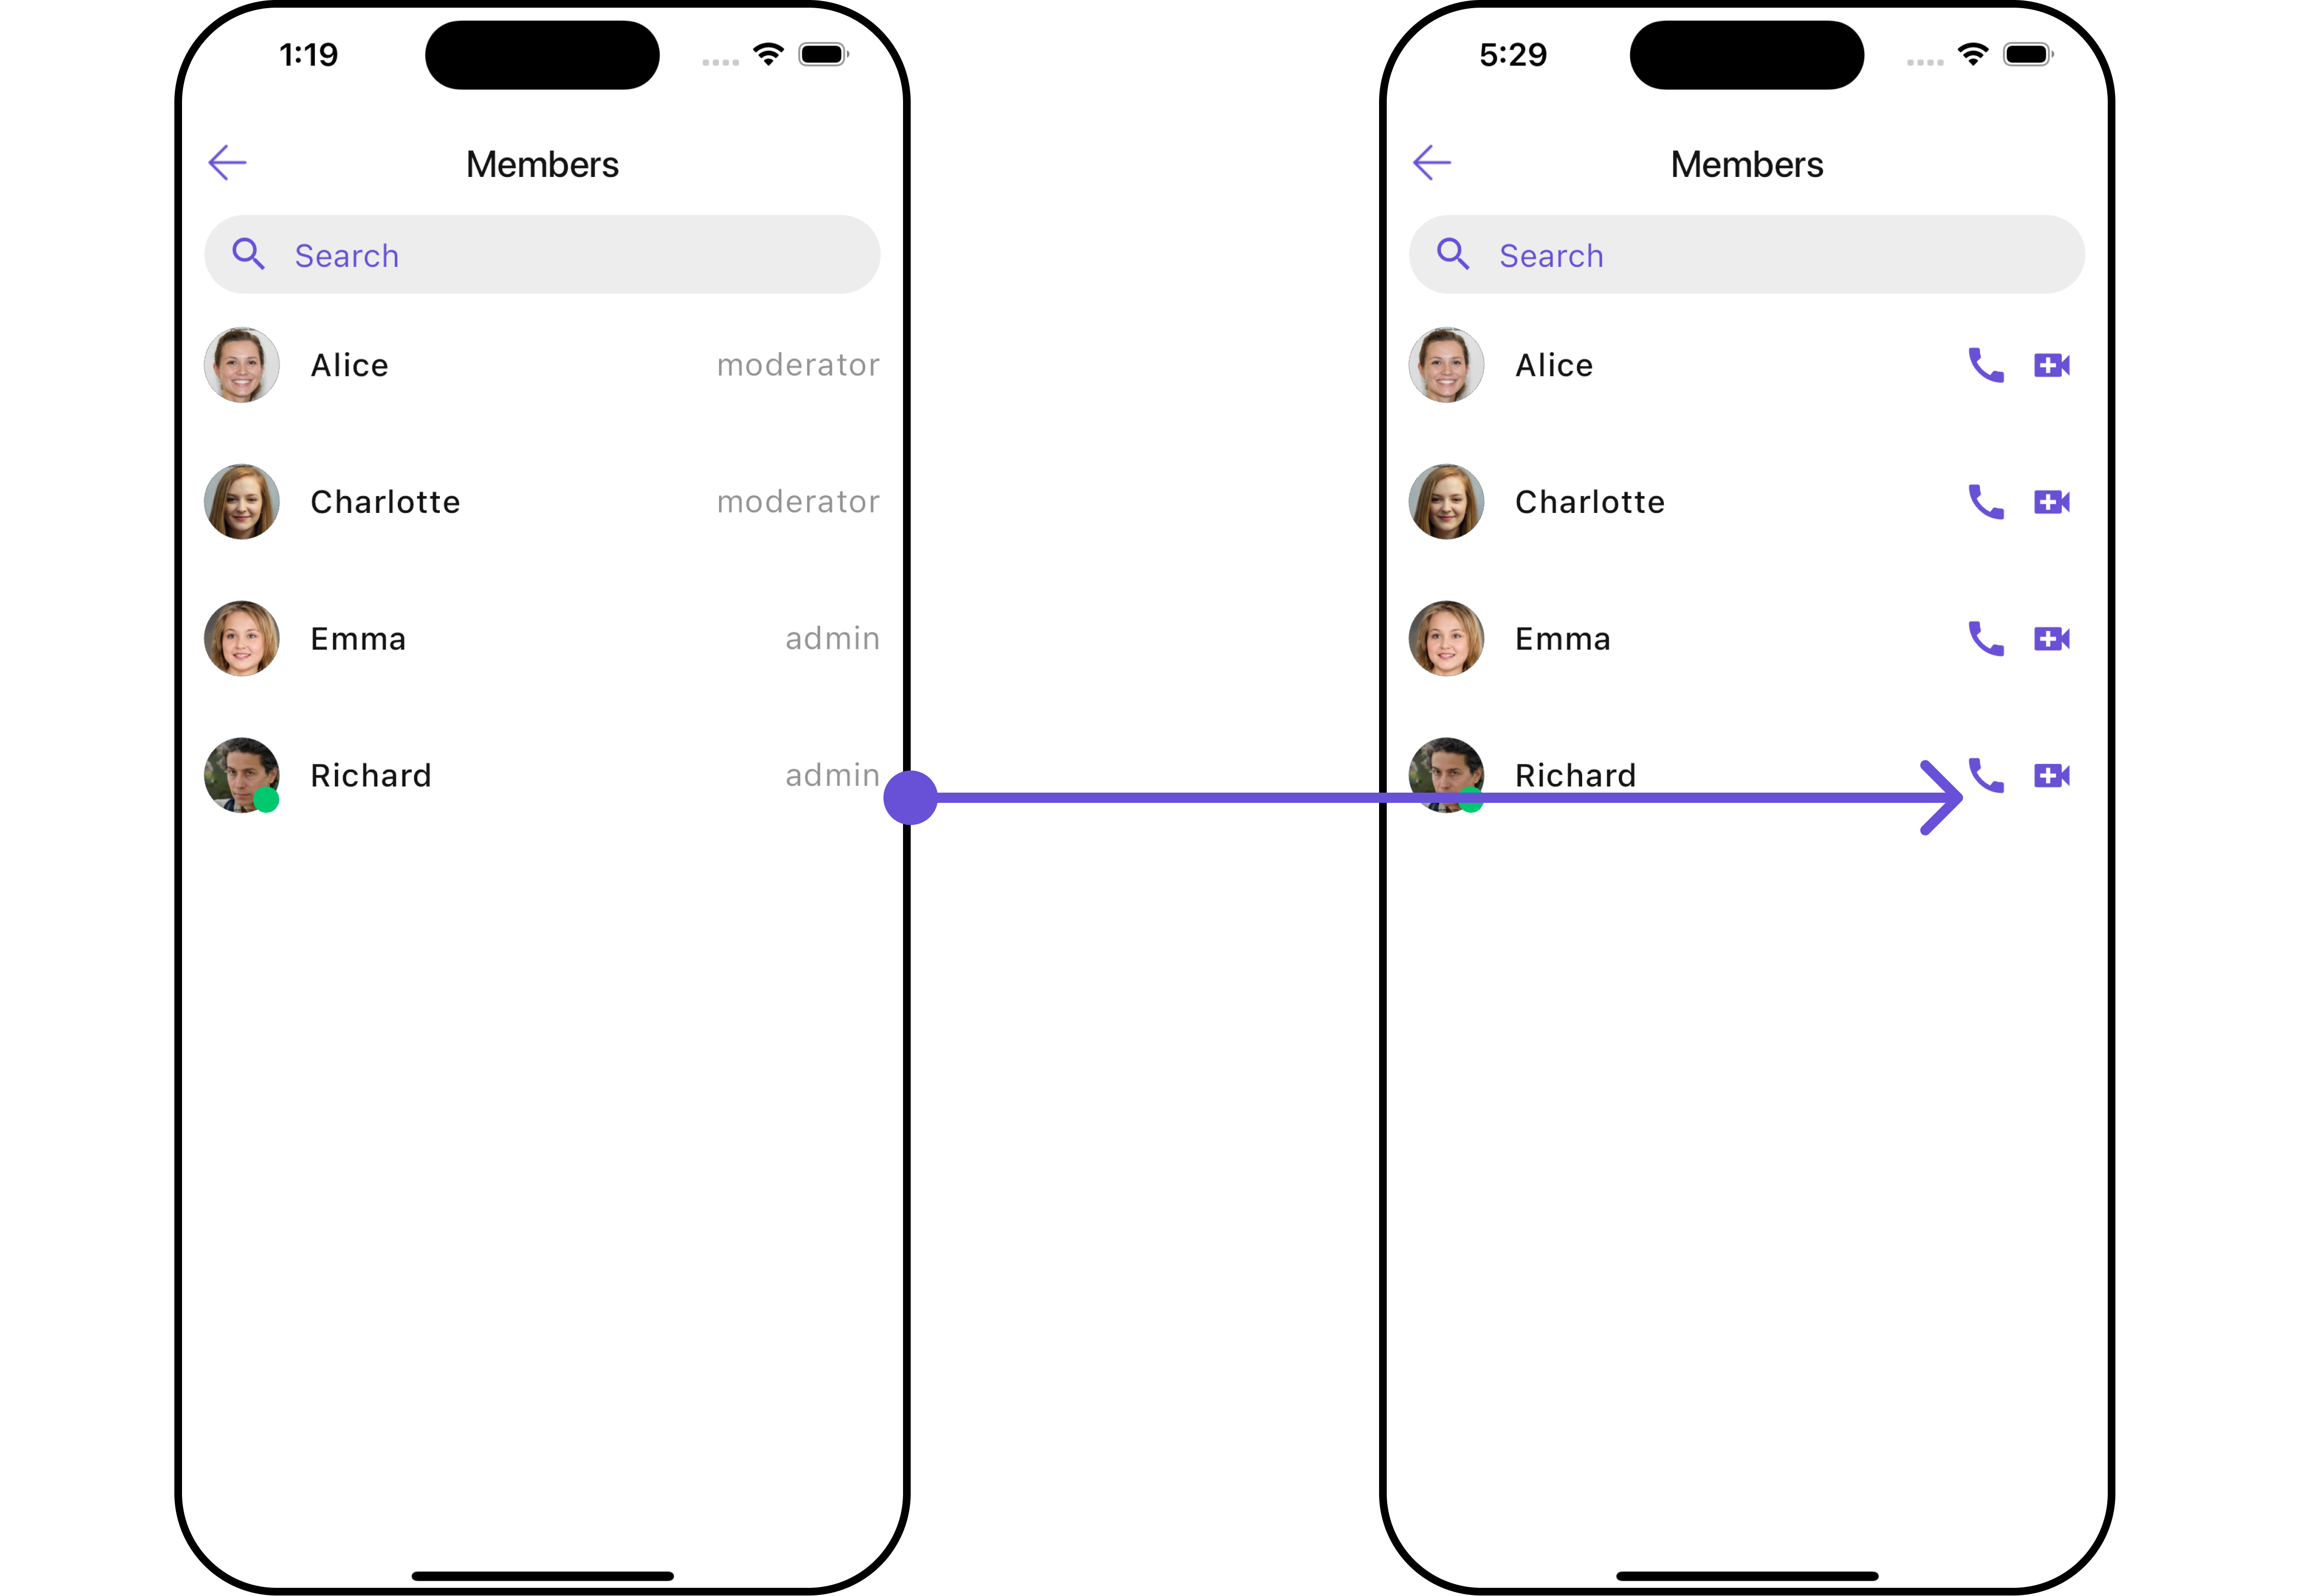 1:19
Members
Search
Alice moderator
Charlotte moderator
Emma admin
Richard admin
5:29
Members
Search
Alice
Charlotte
Emma
Richard